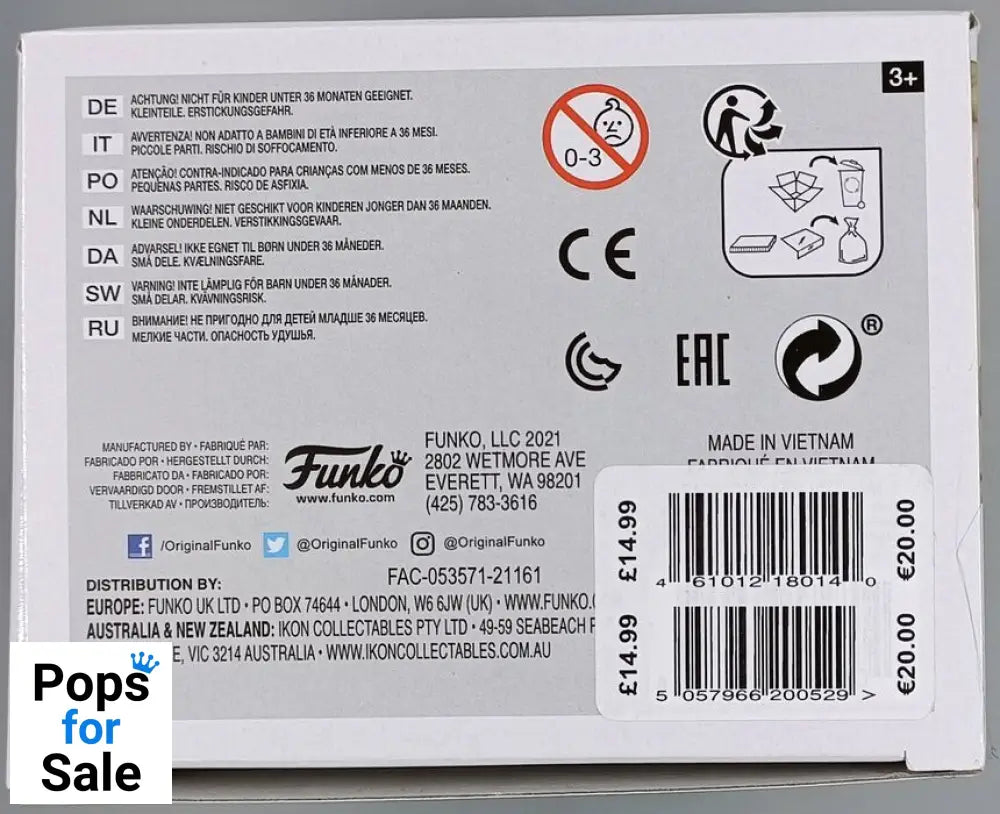 3+
DE ACHTUNG! NICHT FÜR KINDER UNTER 36 MONATEN GEEIGNET.
KLEINTEILE. ERSTICKUNGSGEFAHR.
IT AVVERTENZA! NON ADATTO A BAMBINI DI ETÀ INFERIORE A 36 MESI.
PICCOLE PARTI. RISCHIO DI SOFFOCAMENTO.
PO ATENÇÃO! CONTRA-INDICADO PARA CRIANÇAS COM MENOS DE 36 MESES.
PEQUENAS PARTES. RISCO DE ASFIXIA.
NL WAARSCHUWING! NIET GESCHIKT VOOR KINDEREN JONGER DAN 36 MAANDEN.
KLEINE ONDERDELEN. VERSTIKKINGSGEVAAR.
DA ADVARSEL! IKKE EGNET TIL BØRN UNDER 36 MÅNEDER.
SMÅ DELE. KVÆLNINGSFARE.
SW VARNING! INTE LÄMPLIG FÖR BARN UNDER 36 MÅNADER.
SMÅ DELAR. KVÄVNINGSRISK.
RU ВНИМАНИЕ! НЕ ПРИГОДНО ДЛЯ ДЕТЕЙ МЛАДШЕ 36 МЕСЯЦЕВ.
МЕЛКИЕ ЧАСТИ. ОПАСНОСТЬ УДУШЬЯ.
0-3
CE
EAC
®
MANUFACTURED BY • FABRIQUÉ PAR:
FABRICADO POR • HERGESTELLT DURCH:
FABBRICATO DA • FABRICADO POR:
VERVAARDIGD DOOR • FREMSTILLET AF:
TILLVERKAD AV • ПРОИЗВОДИТЕЛЬ:
Funko
www.funko.com
FUNKO, LLC 2021
2802 WETMORE AVE
EVERETT, WA 98201
(425) 783-3616
MADE IN VIETNAM
FABRIQUÉ EN VIETNAM
/OriginalFunko @OriginalFunko @OriginalFunko
FAC-053571-21161
DISTRIBUTION BY:
EUROPE: FUNKO UK LTD • PO BOX 74644 • LONDON, W6 6JW (UK) • WWW.FUNKO.
AUSTRALIA & NEW ZEALAND: IKON COLLECTABLES PTY LTD • 49-59 SEABEACH
E, VIC 3214 AUSTRALIA • WWW.IKONCOLLECTABLES.COM.AU
£14.99
4 61012 18014 0
€20.00
£14.99
5 057966 200529 >
€20.00
Pops
for
Sale